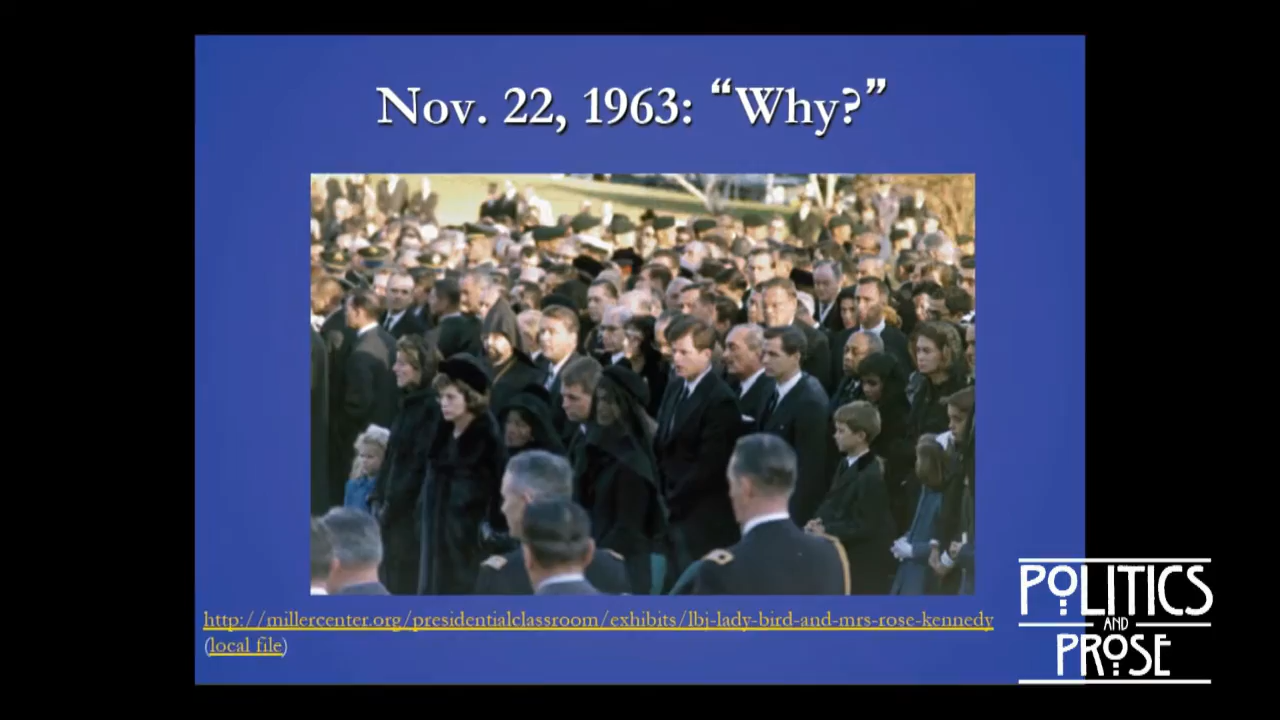 Nov. 22, 1963: “Why?”
http://millercenter.org/presidentialclassroom/exhibits/lbj-lady-bird-and-mrs-rose-kennedy
(local file)
POLITICS
AND
PROSE